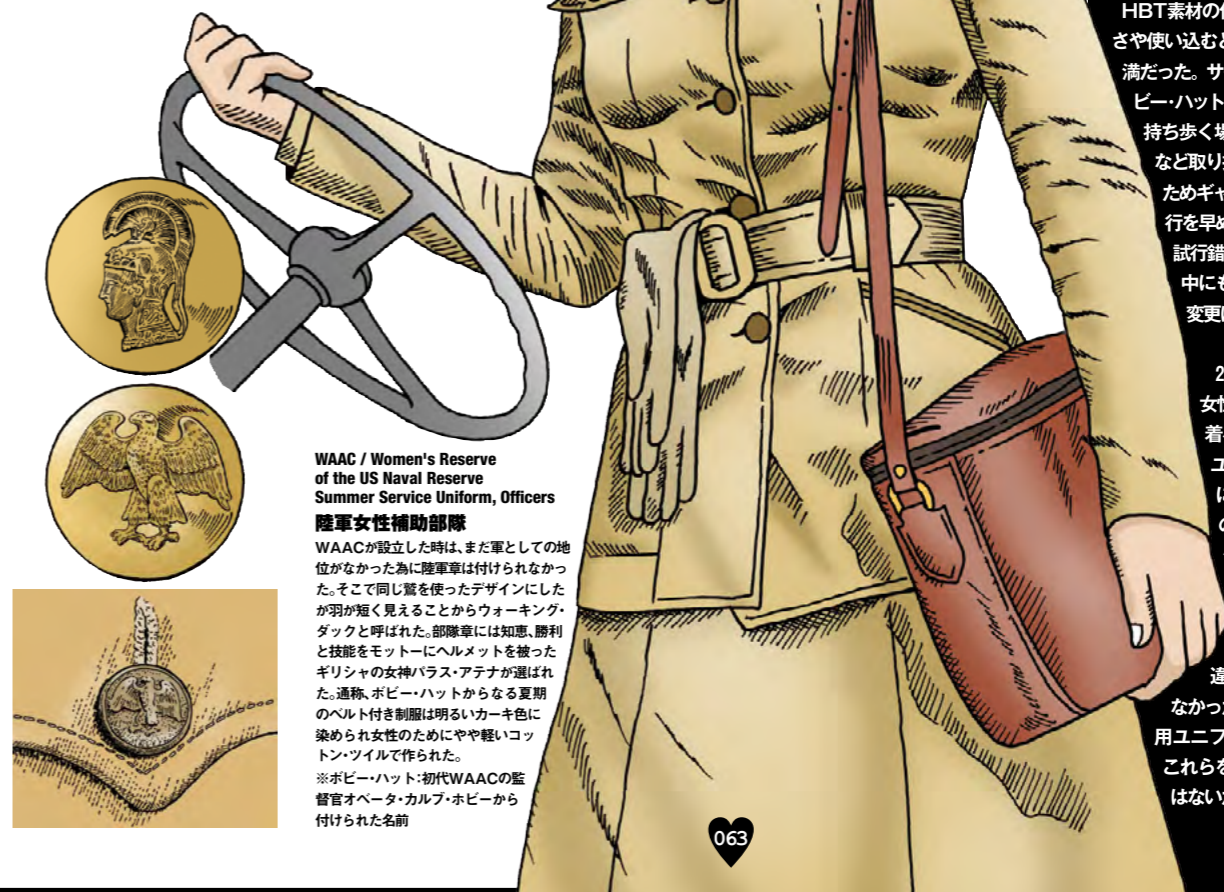 WAAC / Women's Reserve
of the US Naval Reserve
Summer Service Uniform, Officers
陸軍女性補助部隊
WAACが設立した時は、まだ軍としての地
位がなかった為に陸軍章は付けられなかっ
た。そこで同じ鷲を使ったデザインにした
が羽が短く見えることからウォーキング・
ダックと呼ばれた。部隊章には知恵、勝利
と技能をモットーにヘルメットを被った
ギリシャの女神パラス・アテナが選ばれ
た。通称、ボビー・ハットからなる夏期
のベルト付き制服は明るいカーキ色に
染められ女性のためにやや軽いコッ
トン・ツイルで作られた。
※ボビー・ハット:初代WAACの監
督官オベータ・カルプ・ホビーから
付けられた名前
HBT素材の
さや使い込むと
満だった。サ
ビー・ハット
持ち歩く場
など取り
ためギャ
行を早め
試行錯
中にも
変更
2
女性
着
ユ
に
の
違
なかった
用ユニフ
これらを
はない
063